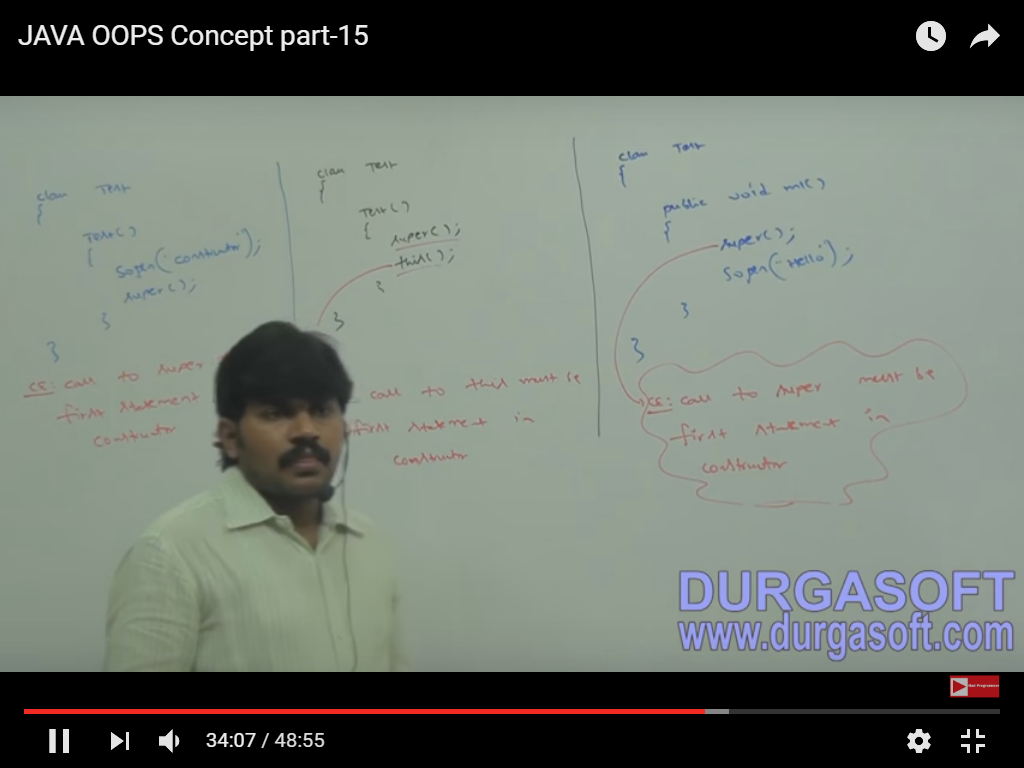 JAVA OOPS Concept part-15
class Test
{
Test()
{
Sopln("constructor");
super();
}
}
CE: call to super
first statement
constructor
class Test
{
Test()
{
super();
this();
}
}
call to this must be
first statement in
constructor
class Test
{
public void m1()
{
super();
Sopln("Hello");
}
}
CE: call to super must be
first statement in
constructor
DURGASOFT
www.durgasoft.com
34:07 / 48:55